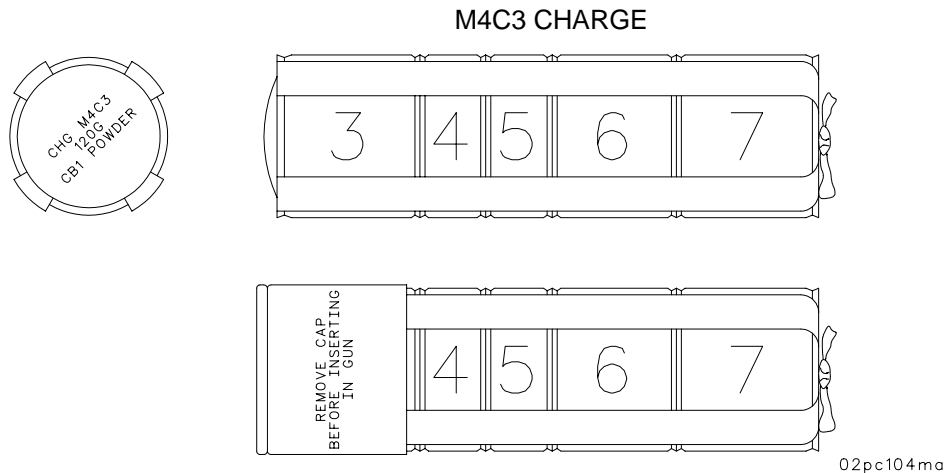 M4C3 CHARGE
CHG M4C3
120G
CB1 POWDER
3 4 5 6 7
REMOVE CAP
BEFORE INSERTING
IN GUN
4 5 6 7
02pc104ma